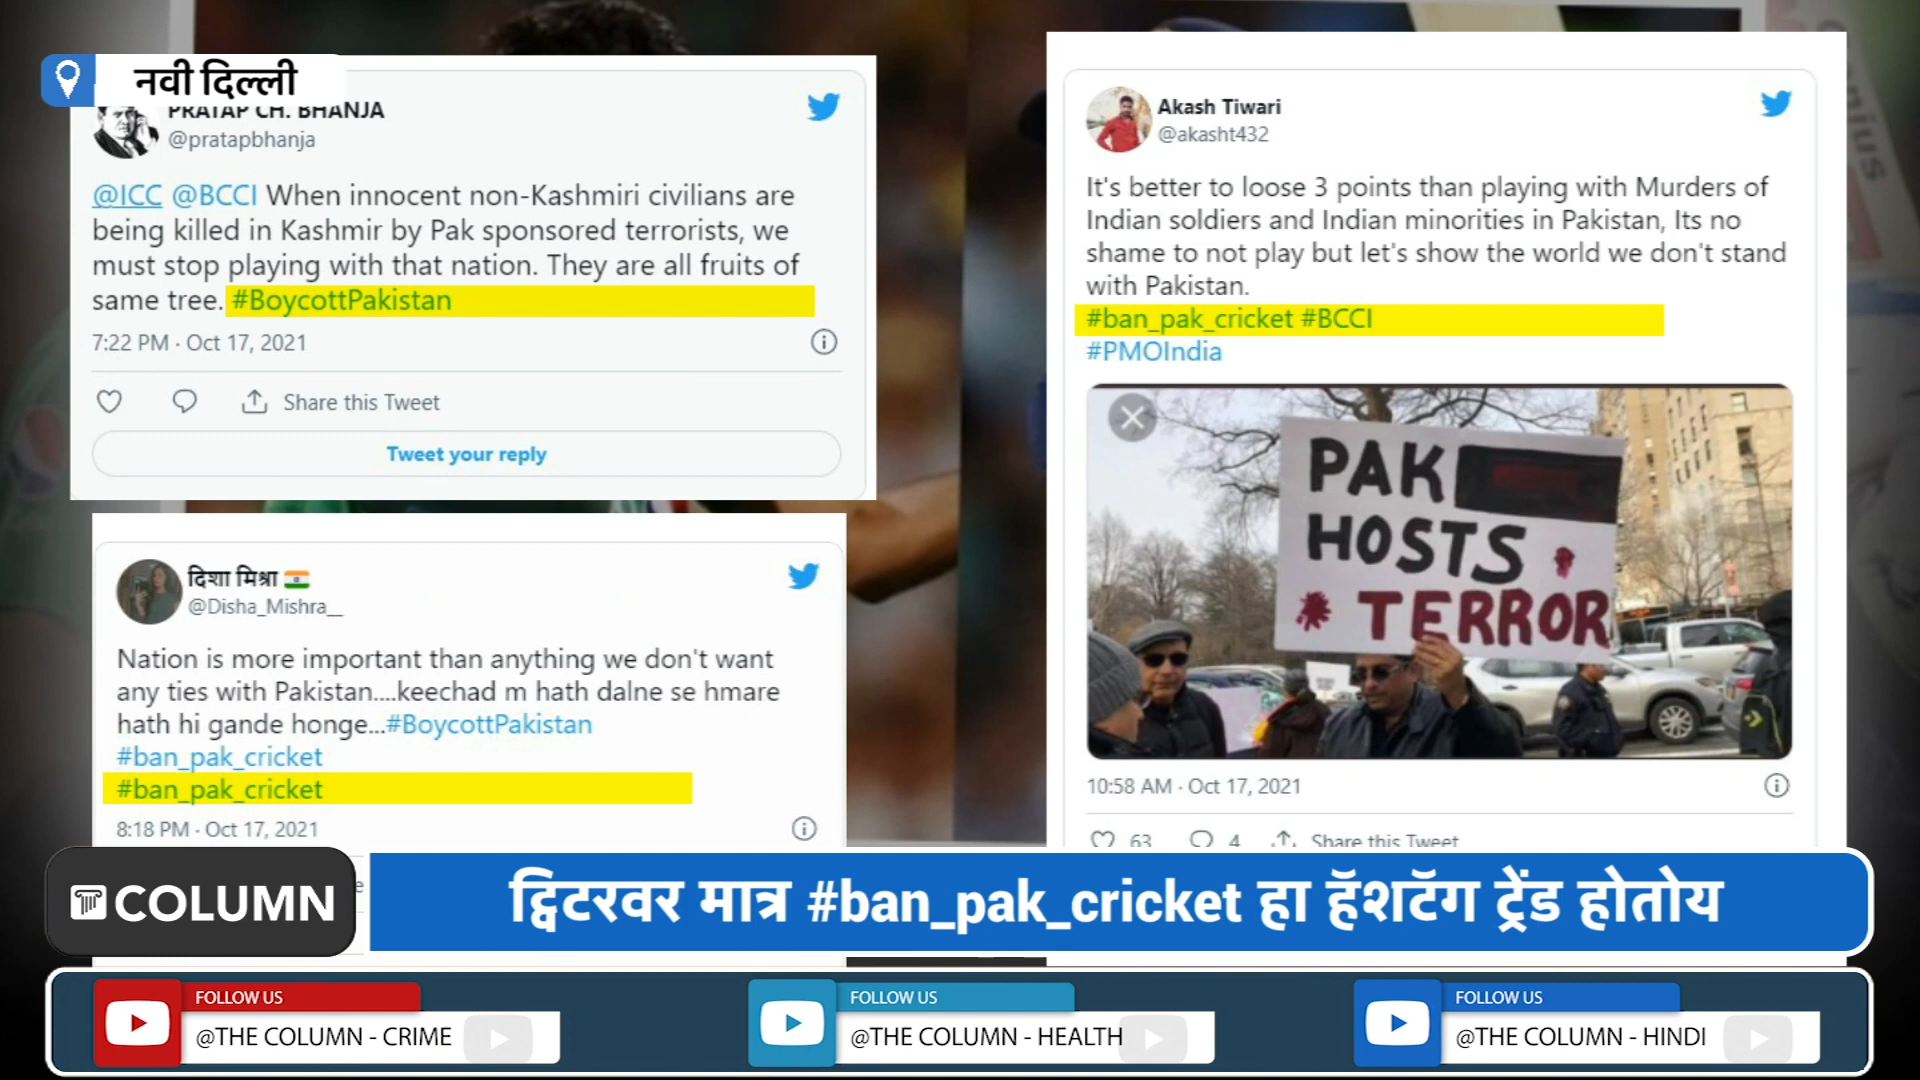 नवी दिल्ली
PRATAP CH. BHANJA
@pratapbhanja
@ICC @BCCI When innocent non-Kashmiri civilians are
being killed in Kashmir by Pak sponsored terrorists, we
must stop playing with that nation. They are all fruits of
same tree. #BoycottPakistan
7:22 PM · Oct 17, 2021
Share this Tweet
Tweet your reply
दिशा मिश्रा
@Disha_Mishra__
Nation is more important than anything we don't want
any ties with Pakistan....keechad m hath dalne se hmare
hath hi gande honge...#BoycottPakistan
#ban_pak_cricket
#ban_pak_cricket
8:18 PM · Oct 17, 2021
Akash Tiwari
@akasht432
It's better to loose 3 points than playing with Murders of
Indian soldiers and Indian minorities in Pakistan, Its no
shame to not play but let's show the world we don't stand
with Pakistan.
#ban_pak_cricket #BCCI
#PMOIndia
PAK
HOSTS
TERROR
10:58 AM · Oct 17, 2021
63 4 Share this Tweet
COLUMN
ट्विटरवर मात्र #ban_pak_cricket हा हॅशटॅग ट्रेंड होतोय
FOLLOW US
@THE COLUMN - CRIME
FOLLOW US
@THE COLUMN - HEALTH
FOLLOW US
@THE COLUMN - HINDI